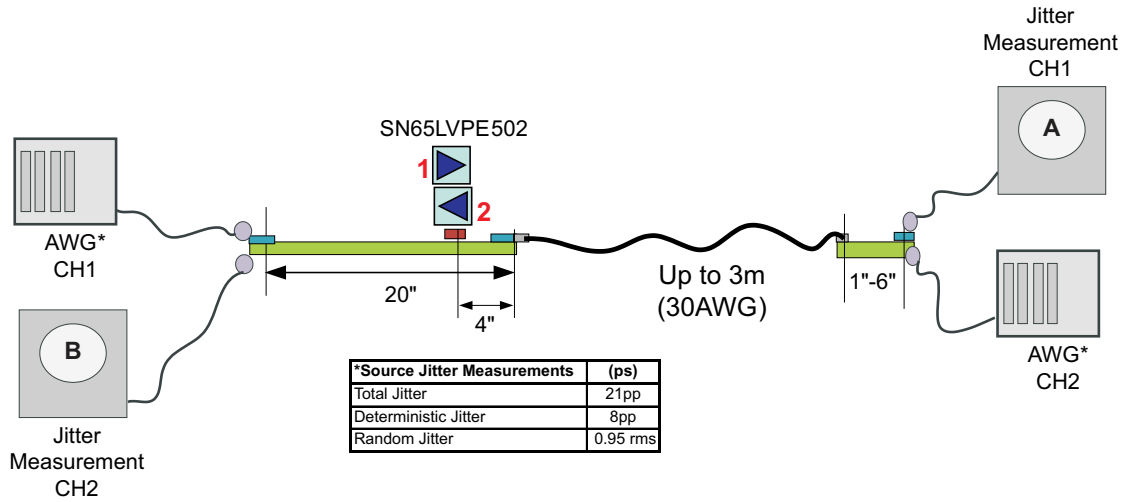 Jitter
Measurement
CH1
A
SN65LVPE502
1
2
AWG*
CH1
20"
4"
Up to 3m
(30AWG)
1"-6"
B
AWG*
CH2
*Source Jitter Measurements (ps)
Total Jitter 21pp
Deterministic Jitter 8pp
Random Jitter 0.95 rms
Jitter
Measurement
CH2